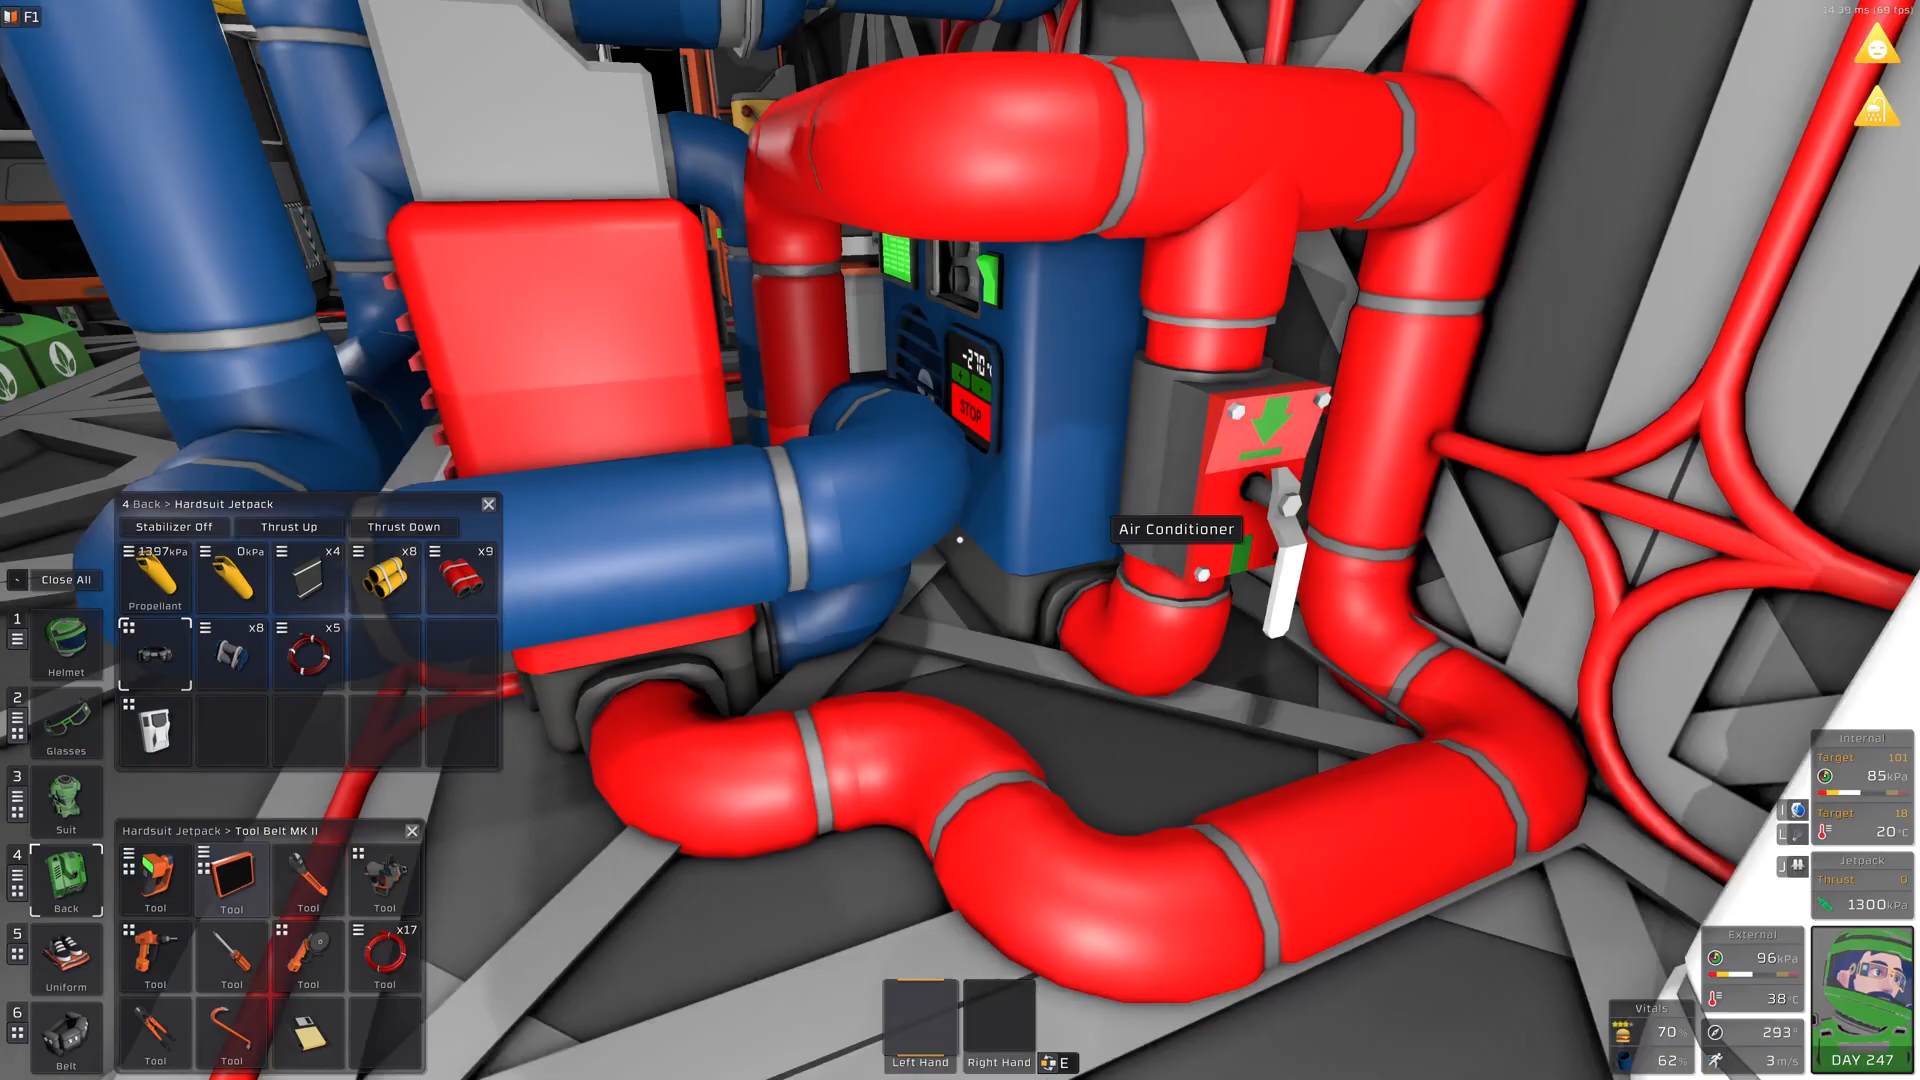 F1
14.39 ms (69 fps)
-270 °C
+ -
STOP
Air Conditioner
4 Back > Hardsuit Jetpack
Stabilizer Off
Thrust Up
Thrust Down
1397kPa
0kPa
x4
x8
x9
Propellant
x8
x5
Close All
1
Helmet
2
Glasses
3
Suit
4
Back
5
Uniform
6
Belt
Hardsuit Jetpack > Tool Belt MK II
Tool
Tool
Tool
Tool
x17
Tool
Tool
Tool
Tool
Tool
Tool
Left Hand
Right Hand
E
Internal
Target 101
85kPa
Target 18
20°C
I
L
J
Jetpack
Thrust 0
1300kPa
External
96kPa
38°C
Vitals
70%
293°
62%
3m/s
DAY 247